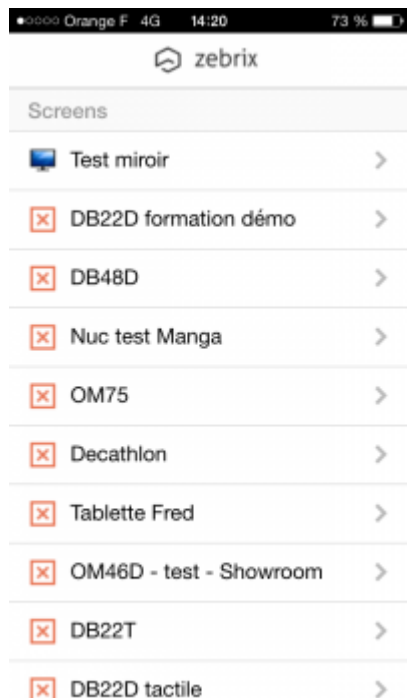 Orange F 4G 14:20 73 %
zebrix
Screens
Test miroir
DB22D formation démo
DB48D
Nuc test Manga
OM75
Decathlon
Tablette Fred
OM46D - test - Showroom
DB22T
DB22D tactile